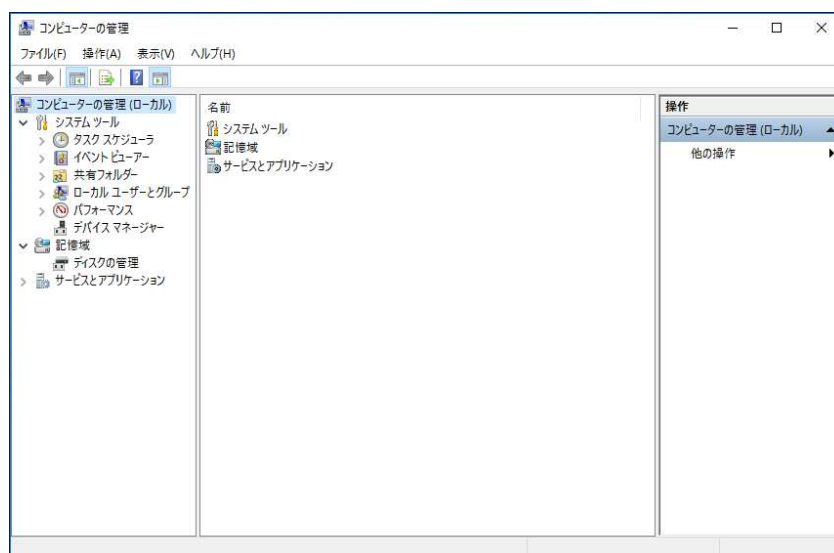 コンピューターの管理
ファイル(F) 操作(A) 表示(V) ヘルプ(H)
コンピューターの管理 (ローカル)
システム ツール
タスク スケジューラ
イベント ビューアー
共有フォルダー
ローカル ユーザーとグループ
パフォーマンス
デバイス マネージャー
記憶域
ディスクの管理
サービスとアプリケーション
名前
システム ツール
記憶域
サービスとアプリケーション
操作
コンピューターの管理 (ローカル)
他の操作